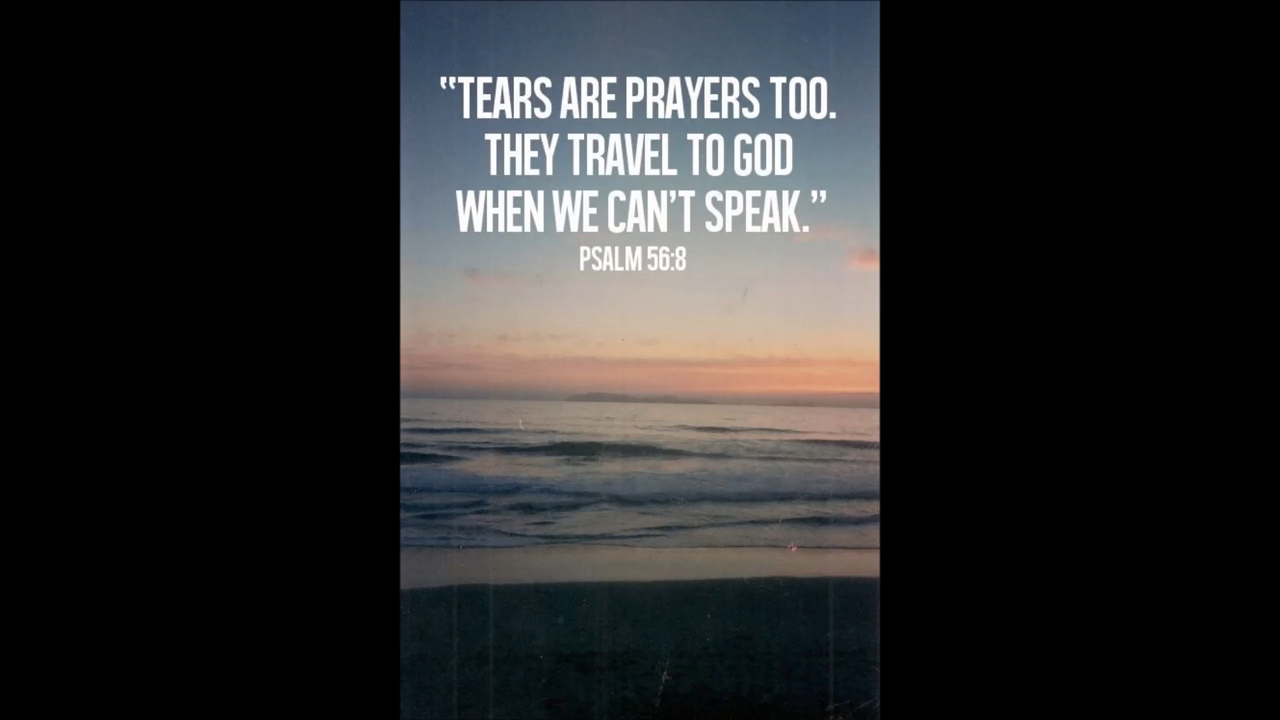 “TEARS ARE PRAYERS TOO.
THEY TRAVEL TO GOD
WHEN WE CAN’T SPEAK.”
PSALM 56:8